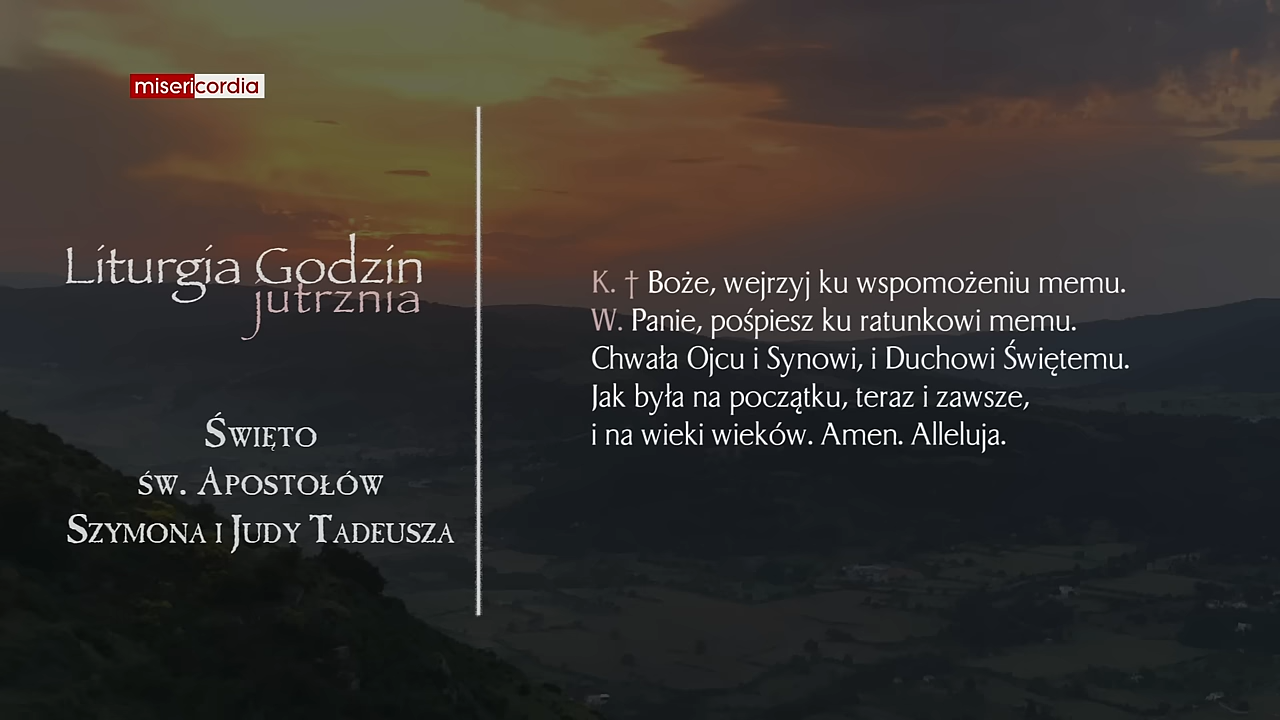 misericordia
Liturgia Godzin
jutrznia
Święto
św. Apostołów
Szymona i Judy Tadeusza
K. † Boże, wejrzyj ku wspomożeniu memu.
W. Panie, pośpiesz ku ratunkowi memu.
Chwała Ojcu i Synowi, i Duchowi Świętemu.
Jak była na początku, teraz i zawsze,
i na wieki wieków. Amen. Alleluja.